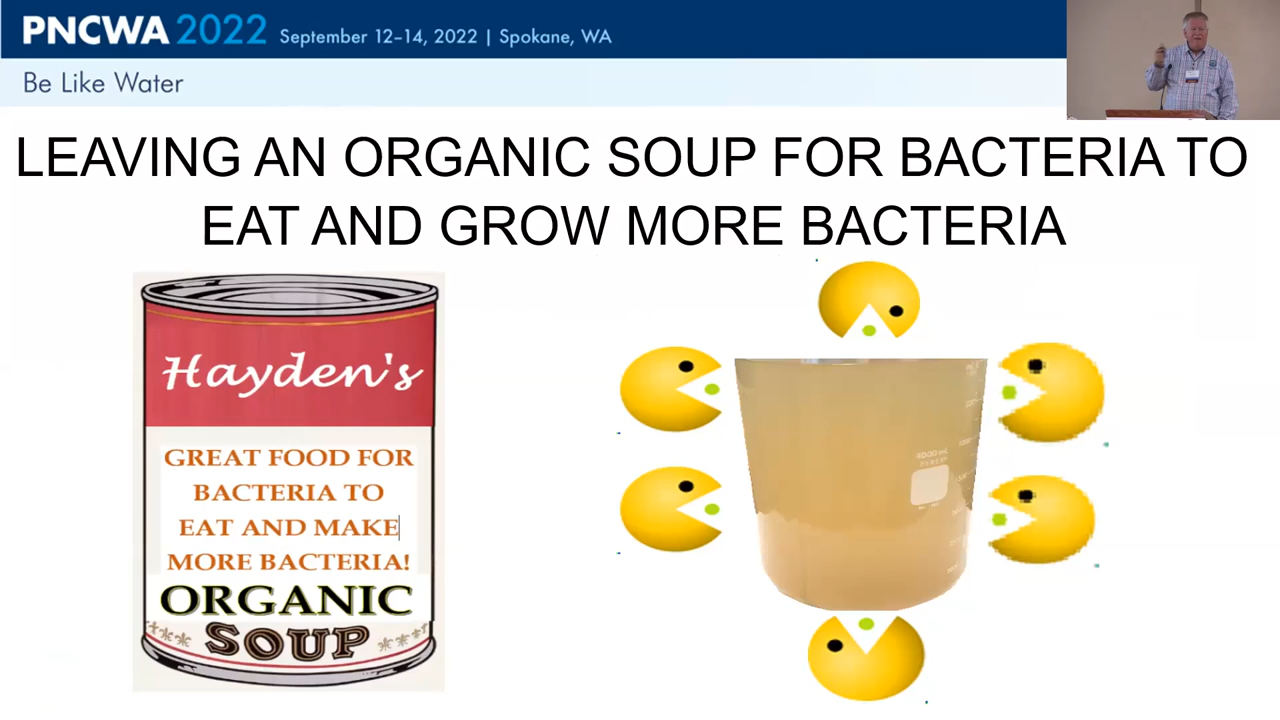 PNCWA 2022 September 12–14, 2022 | Spokane, WA
Be Like Water
LEAVING AN ORGANIC SOUP FOR BACTERIA TO
EAT AND GROW MORE BACTERIA
Hayden's
GREAT FOOD FOR
BACTERIA TO
EAT AND MAKE
MORE BACTERIA!
ORGANIC
SOUP